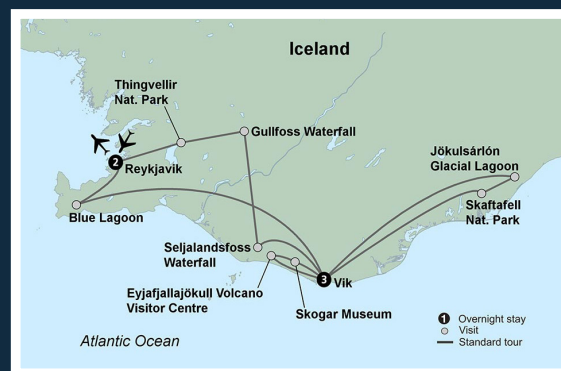 Iceland
Thingvellir
Nat. Park
Gullfoss Waterfall
2
Reykjavik
Jökulsárlón
Glacial Lagoon
Skaftafell
Nat. Park
Blue Lagoon
Seljalandsfoss
Waterfall
3
Vik
Eyjafjallajökull Volcano
Visitor Centre
Skogar Museum
Atlantic Ocean
1 Overnight stay
Visit
Standard tour